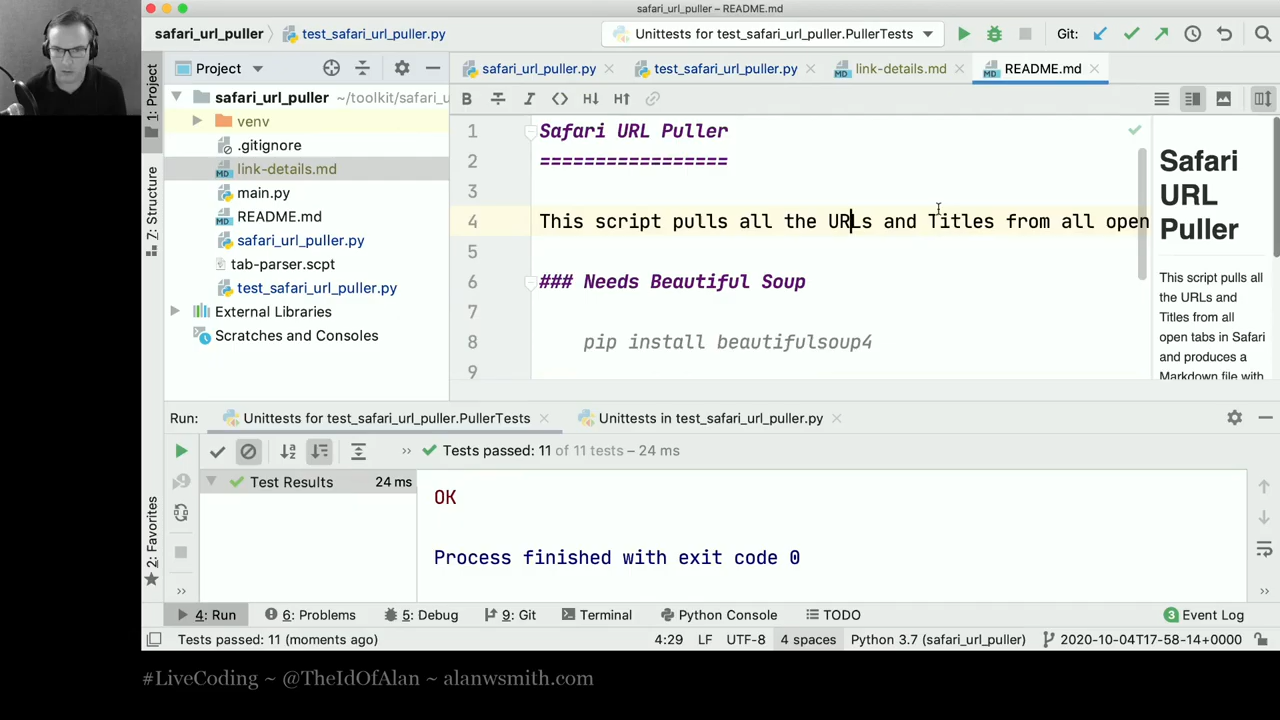 safari_url_puller – README.md
safari_url_puller test_safari_url_puller.py Unittests for test_safari_url_puller.PullerTests Git:
Project safari_url_puller.py test_safari_url_puller.py link-details.md README.md
1: Project
Z: Structure
2: Favorites
safari_url_puller ~/toolkit/safari_u
venv
.gitignore
link-details.md
main.py
README.md
safari_url_puller.py
tab-parser.scpt
test_safari_url_puller.py
External Libraries
Scratches and Consoles
1 Safari URL Puller
2 =================
3
4 This script pulls all the URLs and Titles from all open
5
6 ### Needs Beautiful Soup
7
8 pip install beautifulsoup4
9
Safari
URL
Puller
This script pulls all
the URLs and
Titles from all
open tabs in Safari
and produces a
Markdown file with
Run: Unittests for test_safari_url_puller.PullerTests Unittests in test_safari_url_puller.py
Tests passed: 11 of 11 tests – 24 ms
Test Results 24 ms
OK
Process finished with exit code 0
4: Run 6: Problems 5: Debug 9: Git Terminal Python Console TODO 3 Event Log
Tests passed: 11 (moments ago) 4:29 LF UTF-8 4 spaces Python 3.7 (safari_url_puller) 2020-10-04T17-58-14+0000
#LiveCoding ~ @TheIdOfAlan ~ alanwsmith.com